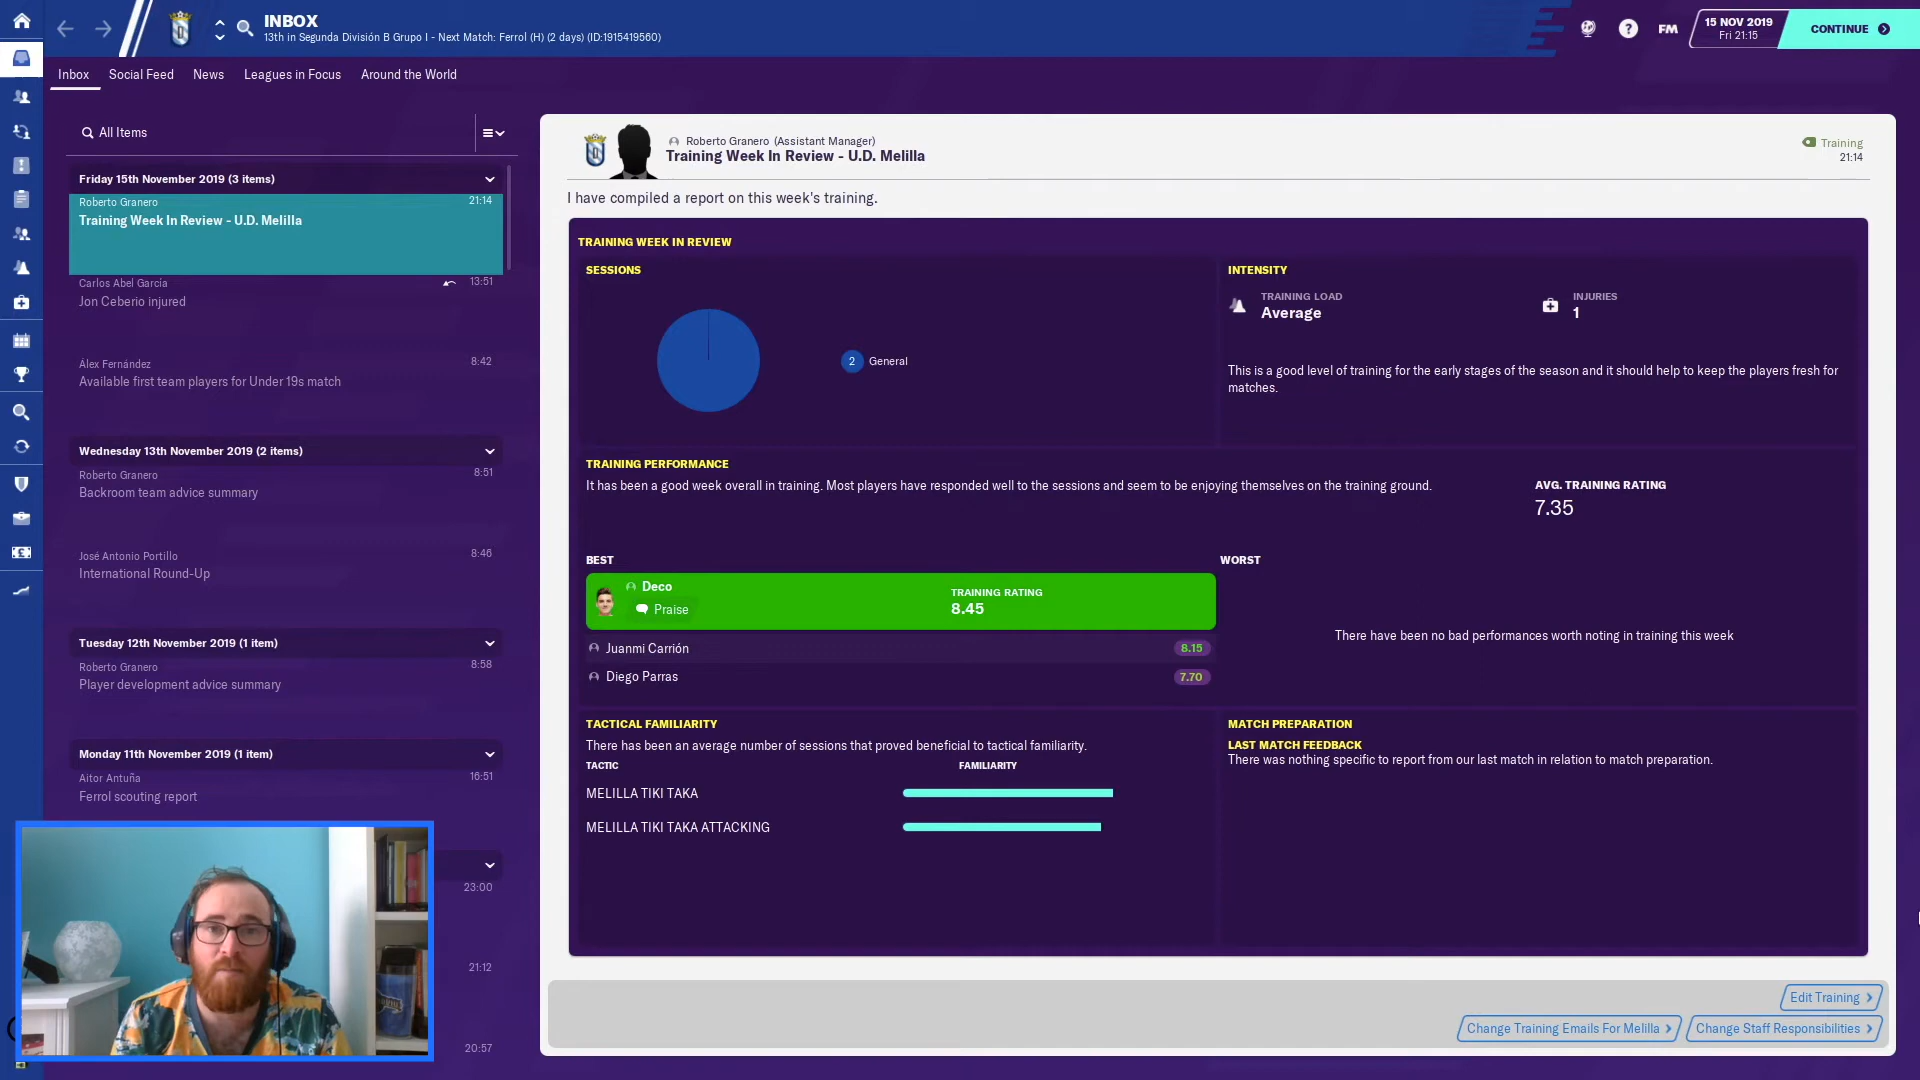 INBOX
13th in Segunda División B Grupo I - Next Match: Ferrol (H) (2 days) (ID:1915419560)
FM
15 NOV 2019
Fri 21:15
CONTINUE
Inbox
Social Feed
News
Leagues in Focus
Around the World
All Items
Friday 15th November 2019 (3 items)
Roberto Granero
21:14
Training Week In Review - U.D. Melilla
Carlos Abel García
13:51
Jon Ceberio injured
Álex Fernández
8:42
Available first team players for Under 19s match
Wednesday 13th November 2019 (2 items)
Roberto Granero
8:51
Backroom team advice summary
José Antonio Portillo
8:46
International Round-Up
Tuesday 12th November 2019 (1 item)
Roberto Granero
8:58
Player development advice summary
Monday 11th November 2019 (1 item)
Aitor Antuña
16:51
Ferrol scouting report
23:00
21:12
20:57
Roberto Granero (Assistant Manager)
Training Week In Review - U.D. Melilla
Training
21:14
I have compiled a report on this week's training.
TRAINING WEEK IN REVIEW
SESSIONS
2 General
INTENSITY
TRAINING LOAD
Average
INJURIES
1
This is a good level of training for the early stages of the season and it should help to keep the players fresh for
matches.
TRAINING PERFORMANCE
It has been a good week overall in training. Most players have responded well to the sessions and seem to be enjoying themselves on the training ground.
AVG. TRAINING RATING
7.35
BEST
Deco
Praise
TRAINING RATING
8.45
Juanmi Carrión
8.15
Diego Parras
7.70
WORST
There have been no bad performances worth noting in training this week
TACTICAL FAMILIARITY
There has been an average number of sessions that proved beneficial to tactical familiarity.
TACTIC
FAMILIARITY
MELILLA TIKI TAKA
MELILLA TIKI TAKA ATTACKING
MATCH PREPARATION
LAST MATCH FEEDBACK
There was nothing specific to report from our last match in relation to match preparation.
Edit Training
Change Training Emails For Melilla
Change Staff Responsibilities